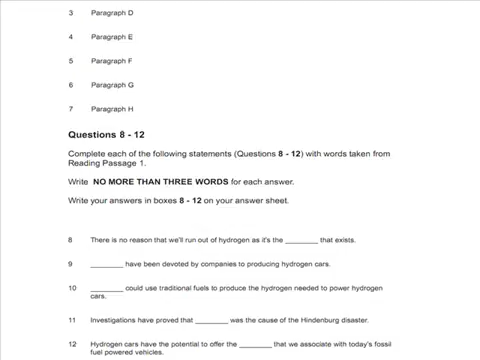 3 Paragraph D
4 Paragraph E
5 Paragraph F
6 Paragraph G
7 Paragraph H
Questions 8 - 12
Complete each of the following statements (Questions 8 - 12) with words taken from
Reading Passage 1.
Write NO MORE THAN THREE WORDS for each answer.
Write your answers in boxes 8 - 12 on your answer sheet.
8 There is no reason that we'll run out of hydrogen as it's the ________ that exists.
9 ________ have been devoted by companies to producing hydrogen cars.
10 ________ could use traditional fuels to produce the hydrogen needed to power hydrogen
cars.
11 Investigations have proved that ________ was the cause of the Hindenburg disaster.
12 Hydrogen cars have the potential to offer the ________ that we associate with today's fossil
fuel powered vehicles.